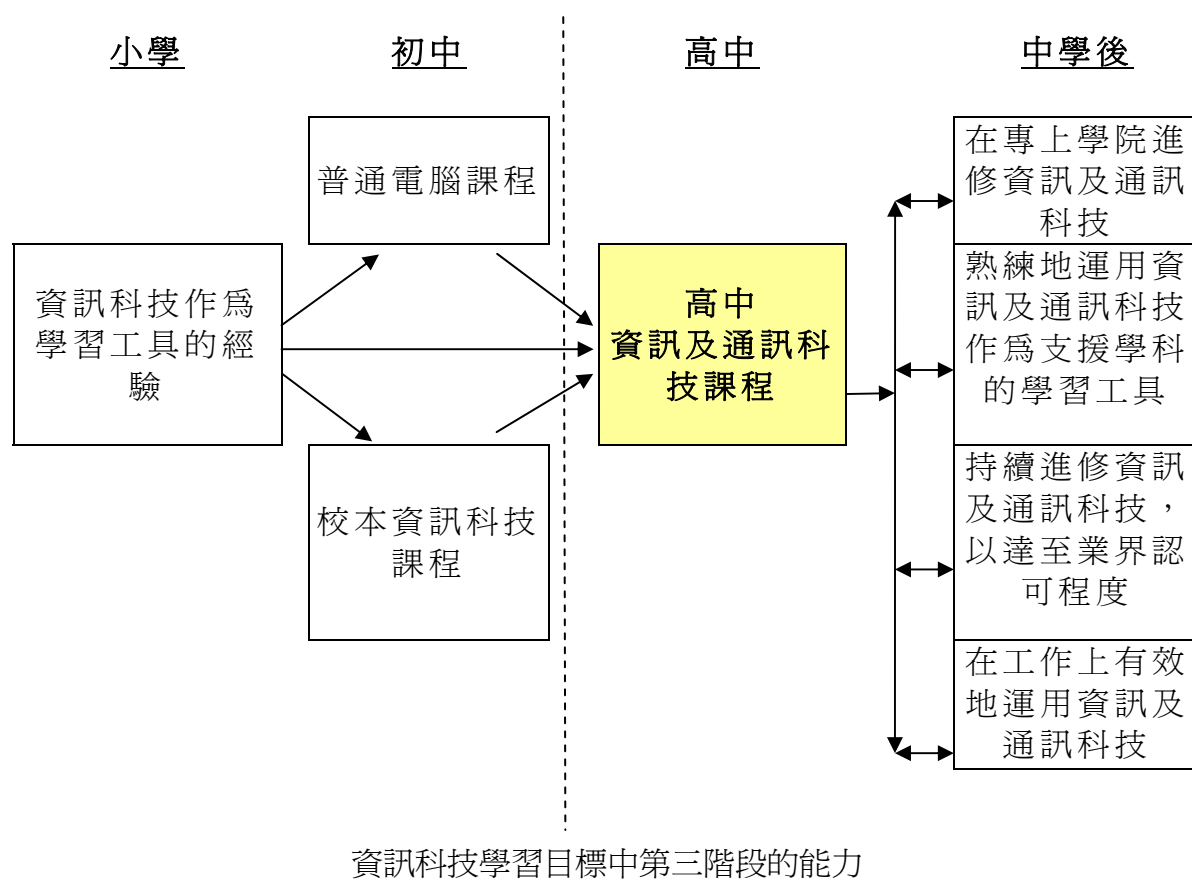 小學
初中
高中
中學後
普通電腦課程
資訊科技作爲
學習工具的經
驗
校本資訊科技
課程
高中
資訊及通訊科
技課程
在專上學院進
修資訊及通訊
科技
熟練地運用資
訊及通訊科技
作爲支援學科
的學習工具
持續進修資訊
及通訊科技，
以達至業界認
可程度
在工作上有效
地運用資訊及
通訊科技
資訊科技學習目標中第三階段的能力